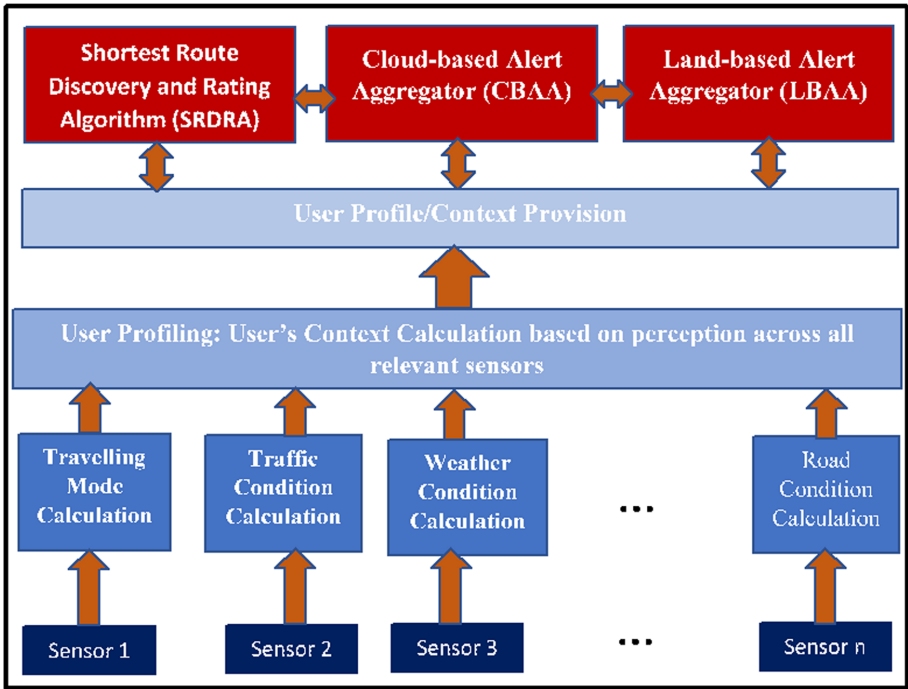 Shortest Route
Discovery and Rating
Algorithm (SRDRA)
Cloud-based Alert
Aggregator (CBAA)
Land-based Alert
Aggregator (LBAA)
User Profile/Context Provision
User Profiling: User's Context Calculation based on perception across all
relevant sensors
Travelling
Mode
Calculation
Traffic
Condition
Calculation
Weather
Condition
Calculation
...
Road
Condition
Calculation
Sensor 1
Sensor 2
Sensor 3
...
Sensor n